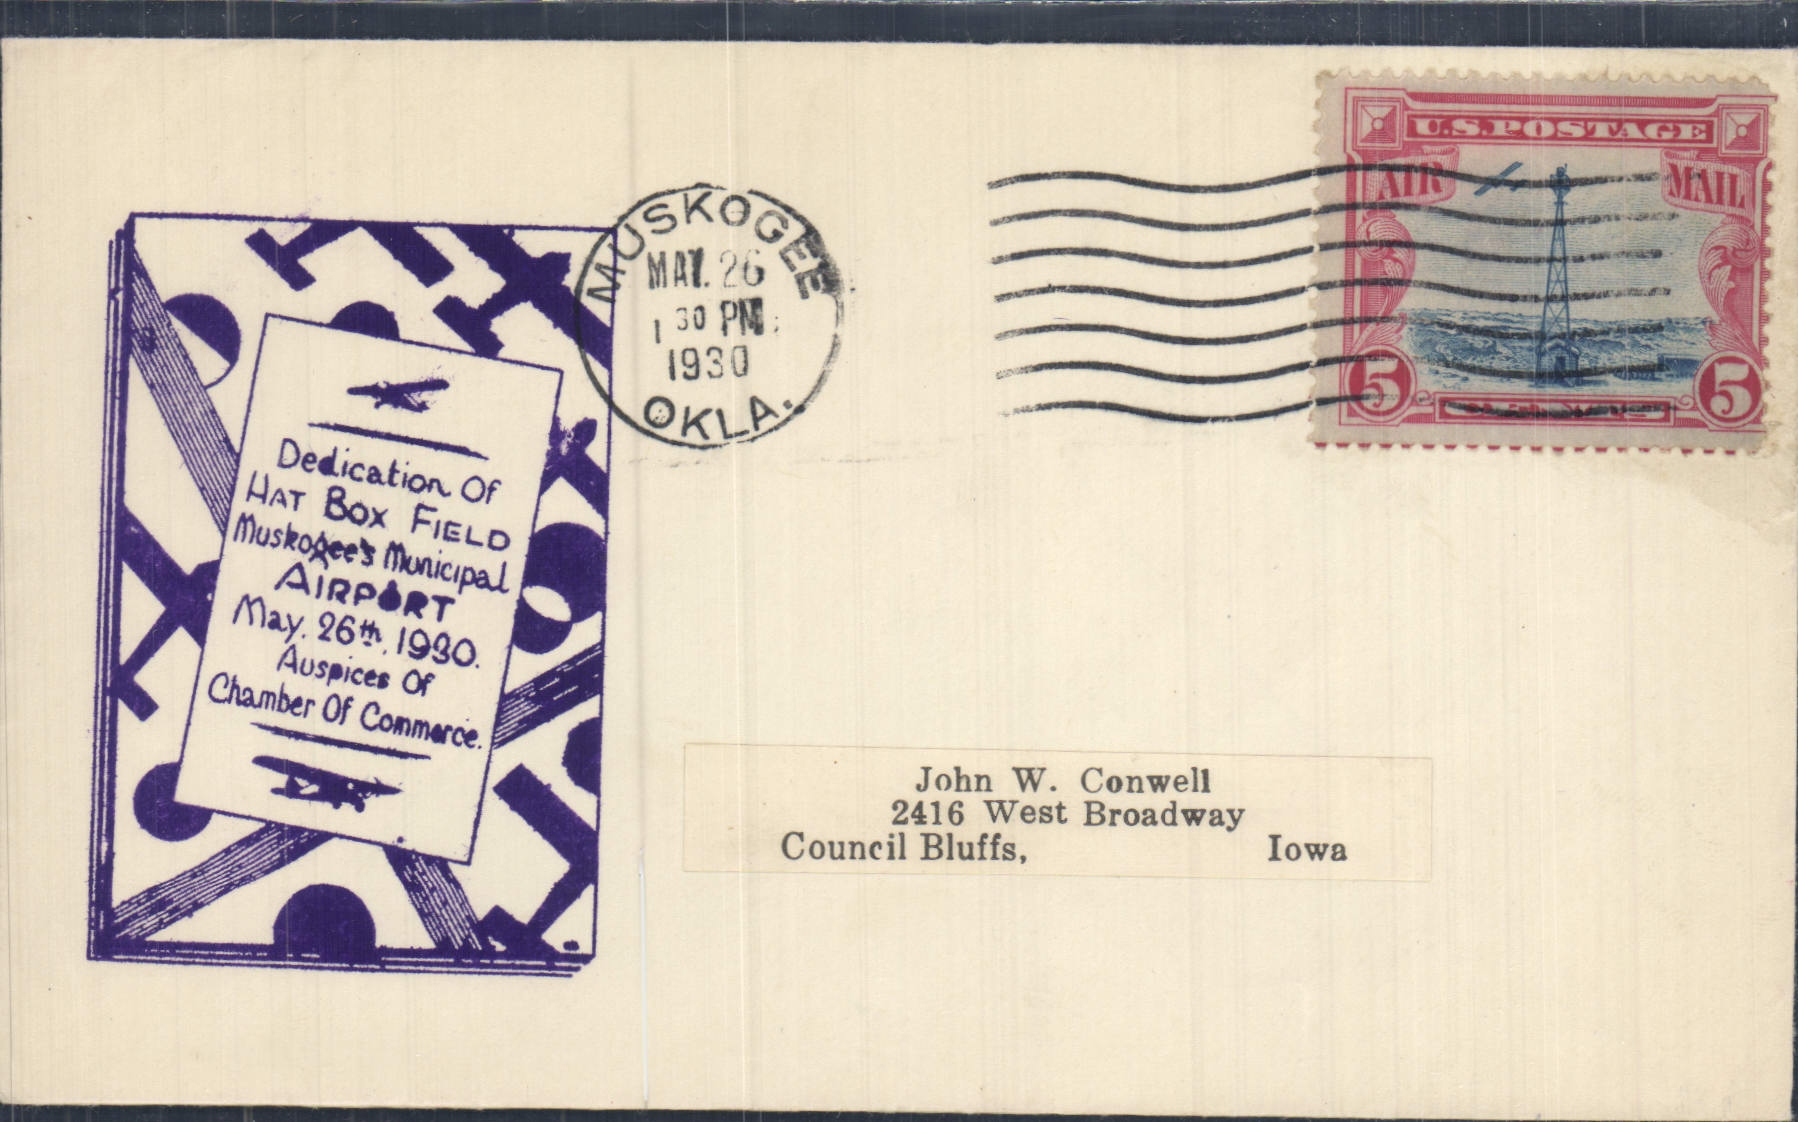 Dedication Of
HAT BOX FIELD
Muskogee's Municipal
AIRPORT
May. 26th, 1930.
Auspices Of
Chamber Of Commerce.
MUSKOGEE
MAY. 26
1 30 PM
1930
OKLA.
U.S. POSTAGE
AIR MAIL
5 5
John W. Conwell
2416 West Broadway
Council Bluffs, Iowa